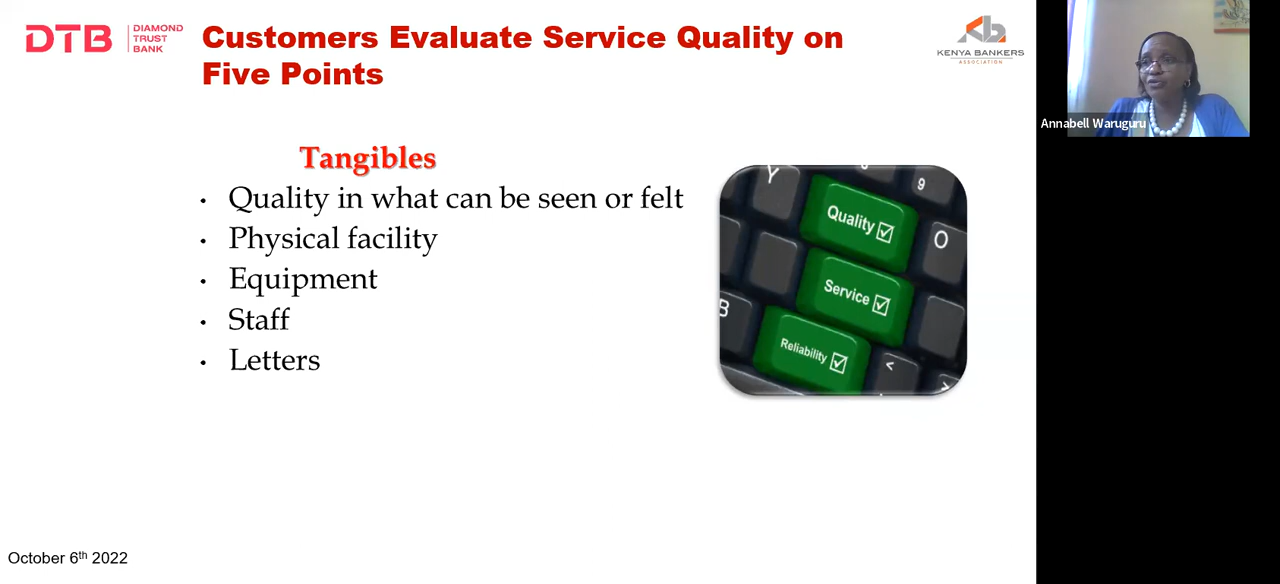 DTB
DIAMOND
TRUST
BANK
Customers Evaluate Service Quality on
Five Points
KENYA BANKERS
ASSOCIATION
Annabell Waruguru
Tangibles
• Quality in what can be seen or felt
• Physical facility
• Equipment
• Staff
• Letters
Y
9
Quality
O
Service
B
Reliability
<
>
October 6th 2022